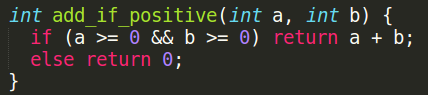 int add_if_positive(int a, int b) {
  if (a >= 0 && b >= 0) return a + b;
  else return 0;
}